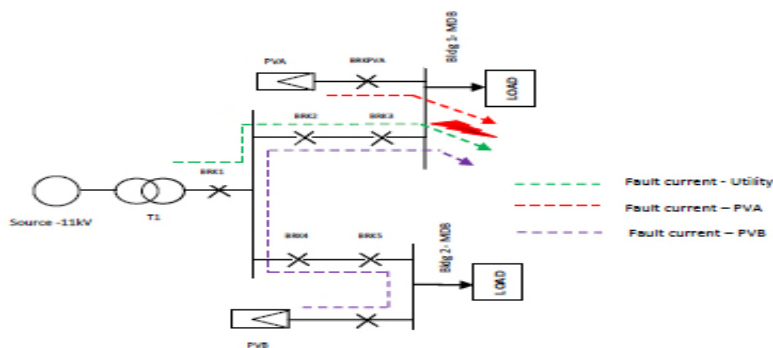 PVA
BRKPVA
Bldg 1- MDB
LOAD
BRK2
BRK3
BRK1
Source -11kV
T1
Fault current - Utility
Fault current – PVA
Fault current – PVB
BRK4
BRK5
Bldg 2- MDB
LOAD
PVB